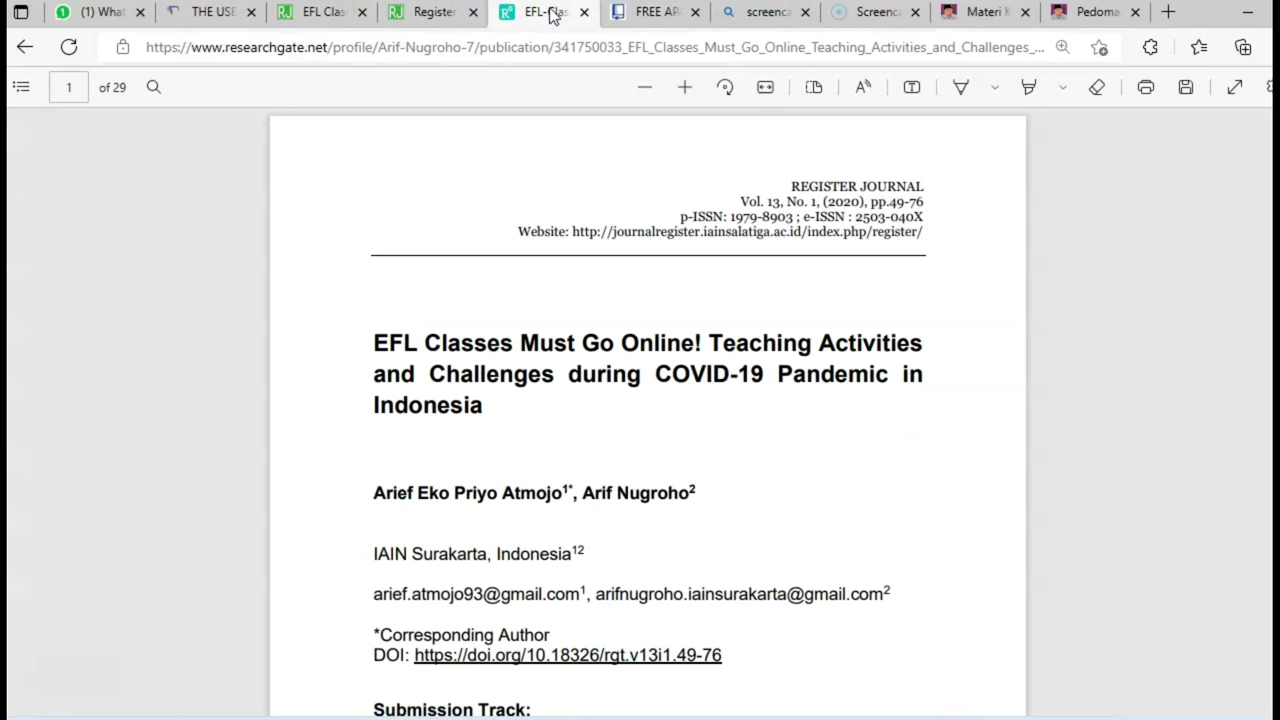 (1) What
THE USE
EFL Clas
Register
EFL-Clas
FREE APA
screenca
Screenca
Materi K
Pedoma
https://www.researchgate.net/profile/Arif-Nugroho-7/publication/341750033_EFL_Classes_Must_Go_Online_Teaching_Activities_and_Challenges_...
1 of 29
REGISTER JOURNAL
Vol. 13, No. 1, (2020), pp.49-76
p-ISSN: 1979-8903 ; e-ISSN : 2503-040X
Website: http://journalregister.iainsalatiga.ac.id/index.php/register/
EFL Classes Must Go Online! Teaching Activities
and Challenges during COVID-19 Pandemic in
Indonesia
Arief Eko Priyo Atmojo1*, Arif Nugroho2
IAIN Surakarta, Indonesia12
arief.atmojo93@gmail.com1, arifnugroho.iainsurakarta@gmail.com2
*Corresponding Author
DOI: https://doi.org/10.18326/rgt.v13i1.49-76
Submission Track: